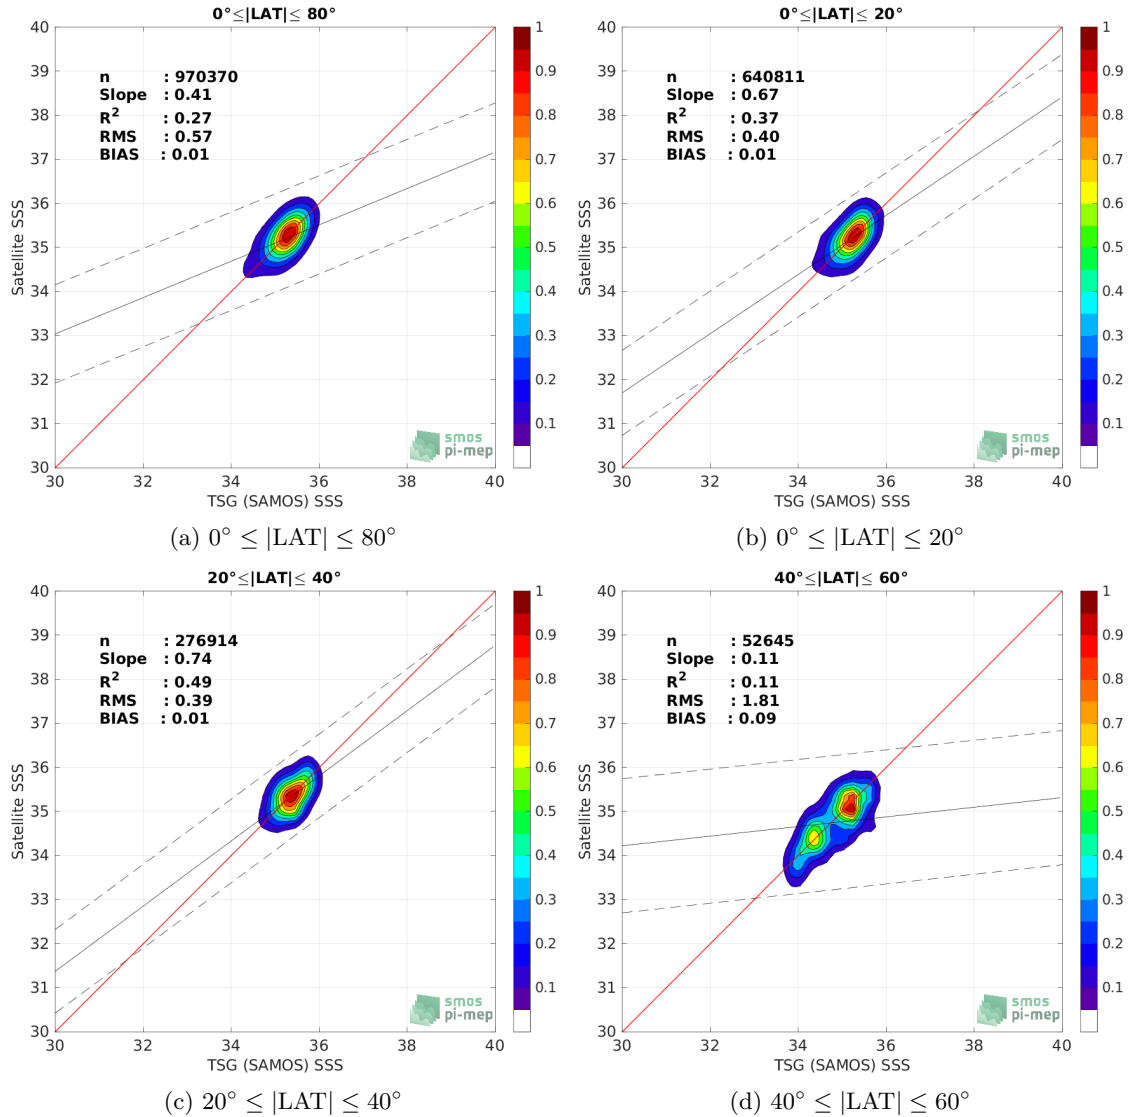 0°≤|LAT|≤ 80°
40
39
38
37
36
35
34
33
32
31
30
Satellite SSS
n : 970370
Slope : 0.41
R² : 0.27
RMS : 0.57
BIAS : 0.01
smos
pi-mep
30 32 34 36 38 40
TSG (SAMOS) SSS
1
0.9
0.8
0.7
0.6
0.5
0.4
0.3
0.2
0.1
(a) 0° ≤ |LAT| ≤ 80°
0°≤|LAT|≤ 20°
40
39
38
37
36
35
34
33
32
31
30
Satellite SSS
n : 640811
Slope : 0.67
R² : 0.37
RMS : 0.40
BIAS : 0.01
smos
pi-mep
30 32 34 36 38 40
TSG (SAMOS) SSS
1
0.9
0.8
0.7
0.6
0.5
0.4
0.3
0.2
0.1
(b) 0° ≤ |LAT| ≤ 20°
20°≤|LAT|≤ 40°
40
39
38
37
36
35
34
33
32
31
30
Satellite SSS
n : 276914
Slope : 0.74
R² : 0.49
RMS : 0.39
BIAS : 0.01
smos
pi-mep
30 32 34 36 38 40
TSG (SAMOS) SSS
1
0.9
0.8
0.7
0.6
0.5
0.4
0.3
0.2
0.1
(c) 20° ≤ |LAT| ≤ 40°
40°≤|LAT|≤ 60°
40
39
38
37
36
35
34
33
32
31
30
Satellite SSS
n : 52645
Slope : 0.11
R² : 0.11
RMS : 1.81
BIAS : 0.09
smos
pi-mep
30 32 34 36 38 40
TSG (SAMOS) SSS
1
0.9
0.8
0.7
0.6
0.5
0.4
0.3
0.2
0.1
(d) 40° ≤ |LAT| ≤ 60°